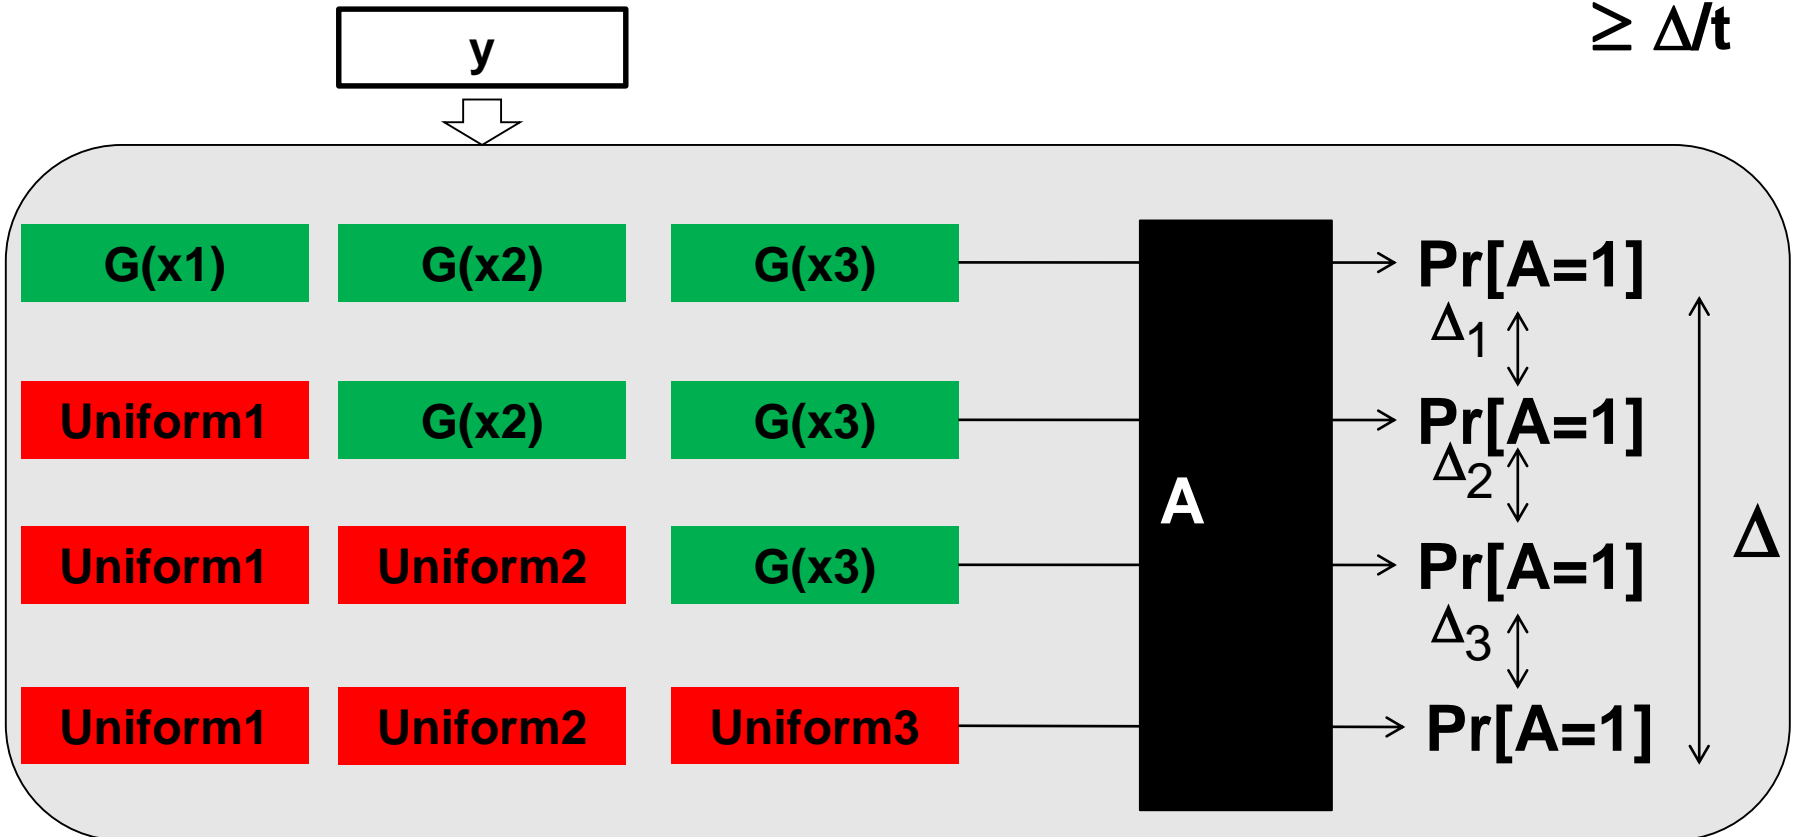 ≥ Δ/t
y
G(x1) G(x2) G(x3) Pr[A=1]
Δ1
Uniform1 G(x2) G(x3) Pr[A=1]
Δ2
A
Δ
Uniform1 Uniform2 G(x3) Pr[A=1]
Δ3
Uniform1 Uniform2 Uniform3 Pr[A=1]